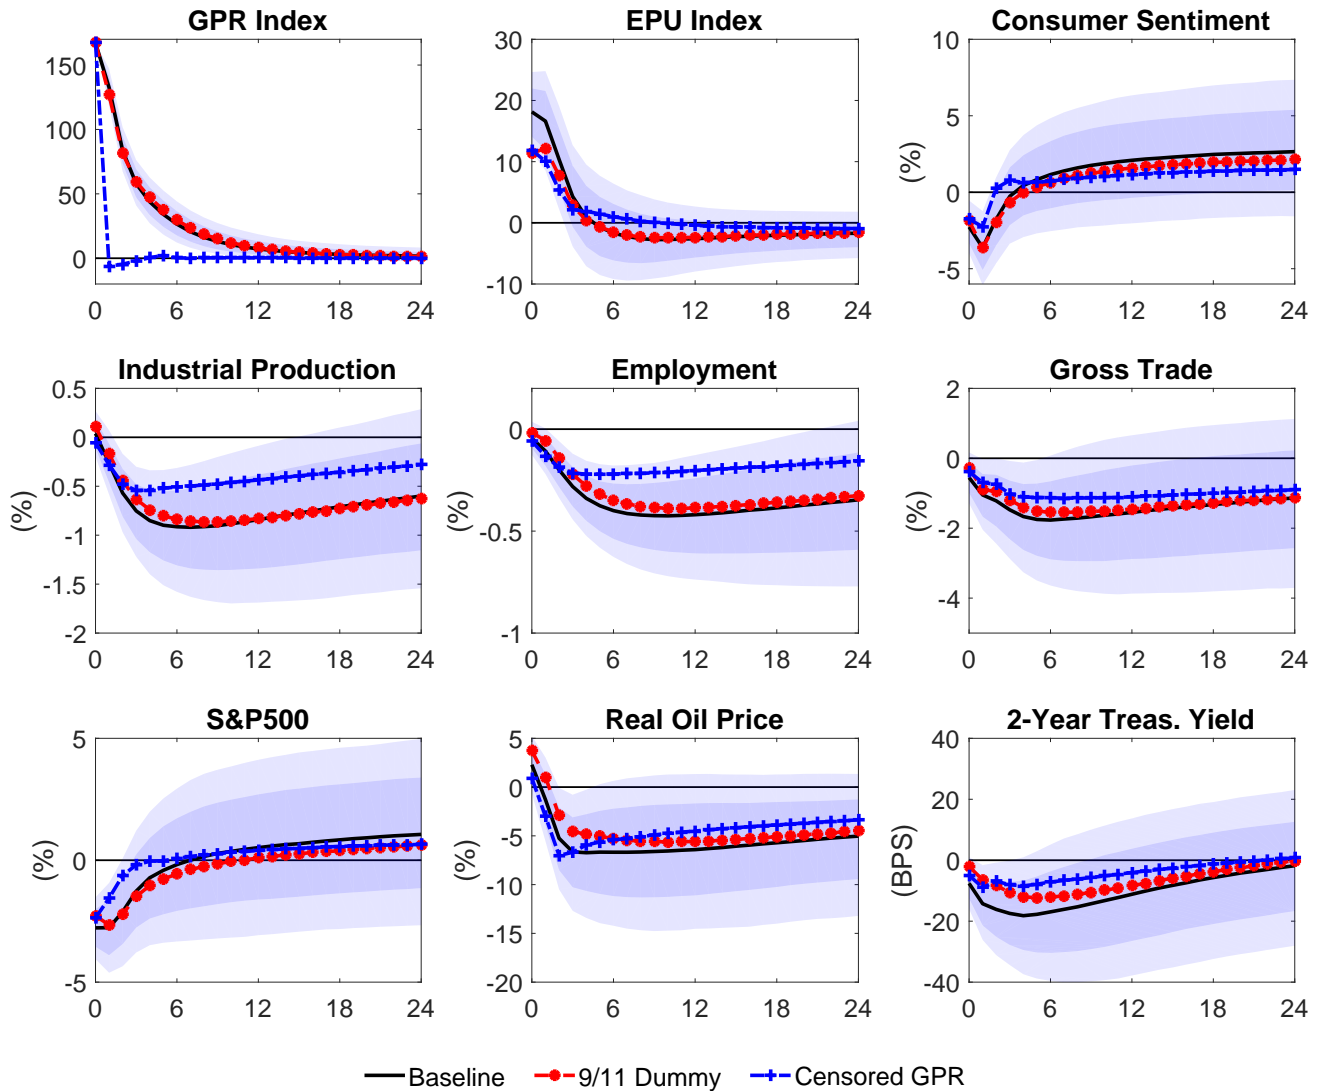 GPR Index
EPU Index
Consumer Sentiment
150
100
50
0
0 6 12 18 24
30
20
10
0
-10
0 6 12 18 24
(%)
10
5
0
-5
0 6 12 18 24
Industrial Production
Employment
Gross Trade
(%)
0.5
0
-0.5
-1
-1.5
-2
0 6 12 18 24
(%)
0
-0.5
-1
0 6 12 18 24
(%)
2
0
-2
-4
0 6 12 18 24
S&P500
Real Oil Price
2-Year Treas. Yield
(%)
5
0
-5
0 6 12 18 24
(%)
5
0
-5
-10
-15
-20
0 6 12 18 24
(BPS)
40
20
0
-20
-40
0 6 12 18 24
Baseline 9/11 Dummy Censored GPR